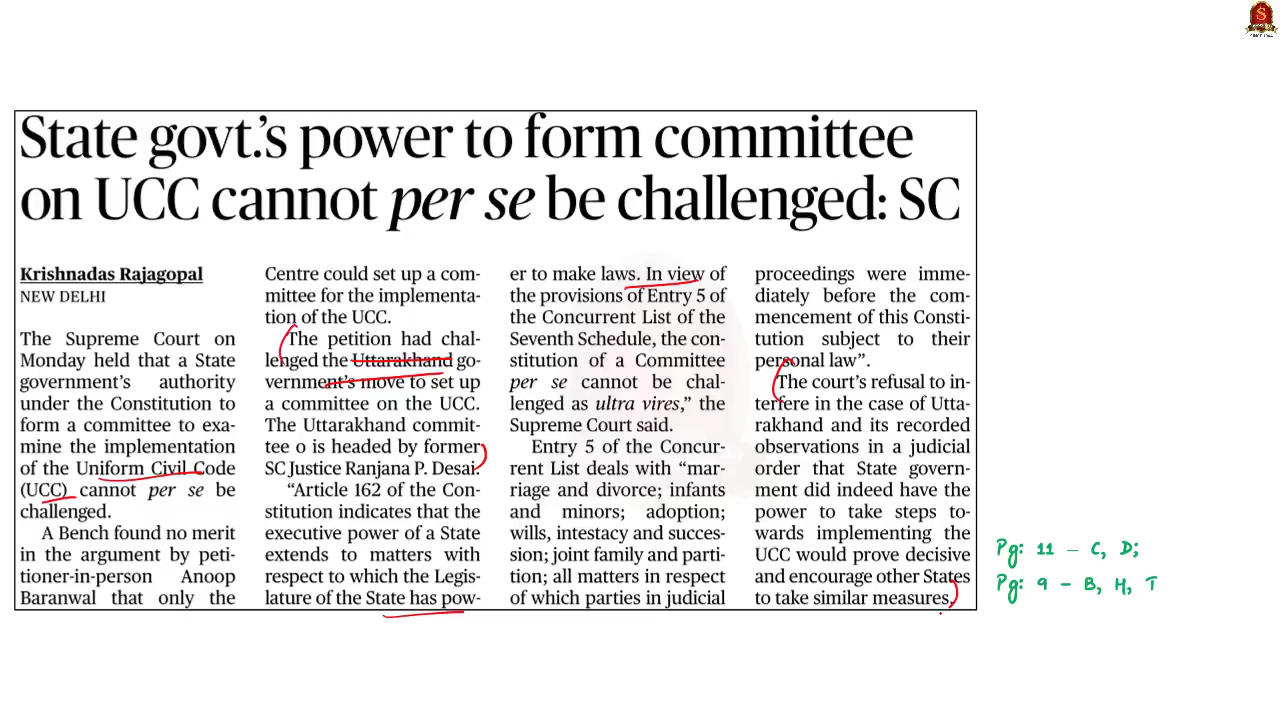 State govt.’s power to form committee
on UCC cannot per se be challenged: SC
Krishnadas Rajagopal
NEW DELHI
The Supreme Court on
Monday held that a State
government’s authority
under the Constitution to
form a committee to exa-
mine the implementation
of the Uniform Civil Code
(UCC) cannot per se be
challenged.
A Bench found no merit
in the argument by peti-
tioner-in-person Anoop
Baranwal that only the
Centre could set up a com-
mittee for the implementa-
tion of the UCC.
The petition had chal-
lenged the Uttarakhand go-
vernment’s move to set up
a committee on the UCC.
The Uttarakhand commit-
tee o is headed by former
SC Justice Ranjana P. Desai.
“Article 162 of the Con-
stitution indicates that the
executive power of a State
extends to matters with
respect to which the Legis-
lature of the State has pow-
er to make laws. In view of
the provisions of Entry 5 of
the Concurrent List of the
Seventh Schedule, the con-
stitution of a Committee
per se cannot be chal-
lenged as ultra vires,” the
Supreme Court said.
Entry 5 of the Concur-
rent List deals with “mar-
riage and divorce; infants
and minors; adoption;
wills, intestacy and succes-
sion; joint family and parti-
tion; all matters in respect
of which parties in judicial
proceedings were imme-
diately before the com-
mencement of this Consti-
tution subject to their
personal law”.
The court’s refusal to in-
terfere in the case of Utta-
rakhand and its recorded
observations in a judicial
order that State govern-
ment did indeed have the
power to take steps to-
wards implementing the
UCC would prove decisive
and encourage other States
to take similar measures.
Pg: 11 – C, D;
Pg: 9 – B, H, T